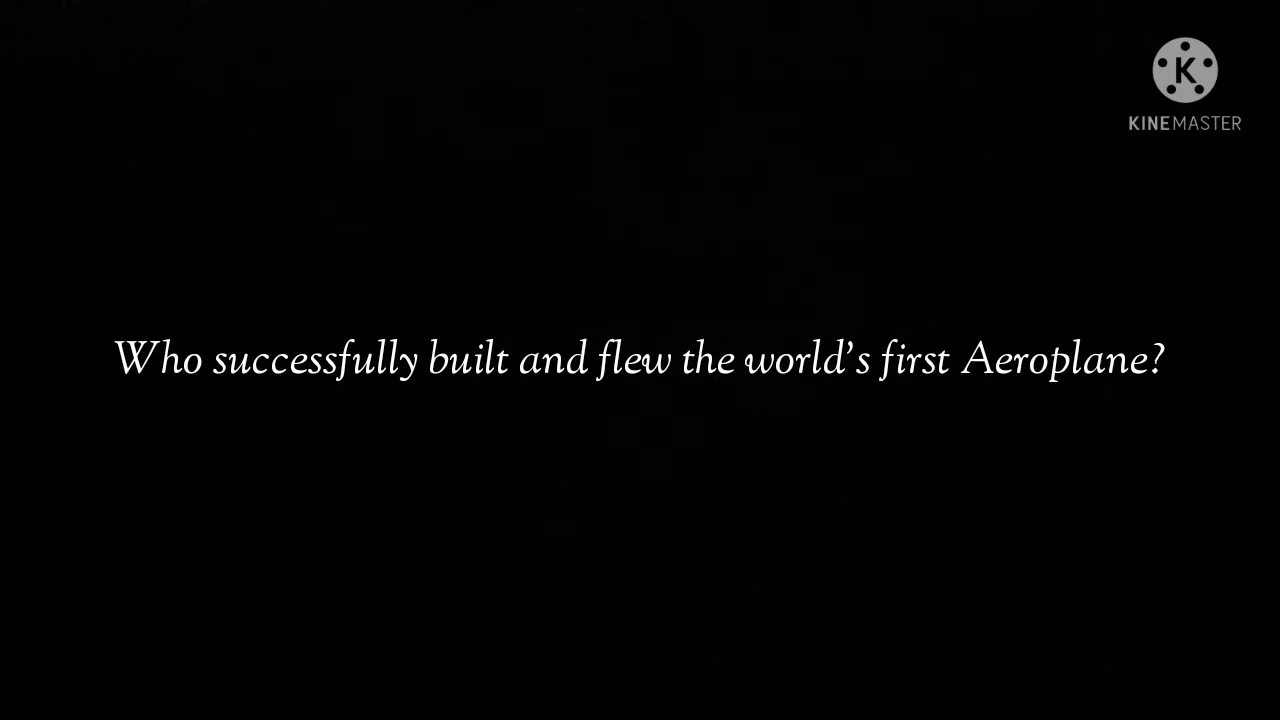 K
KINEMASTER
Who successfully built and flew the world’s first Aeroplane?